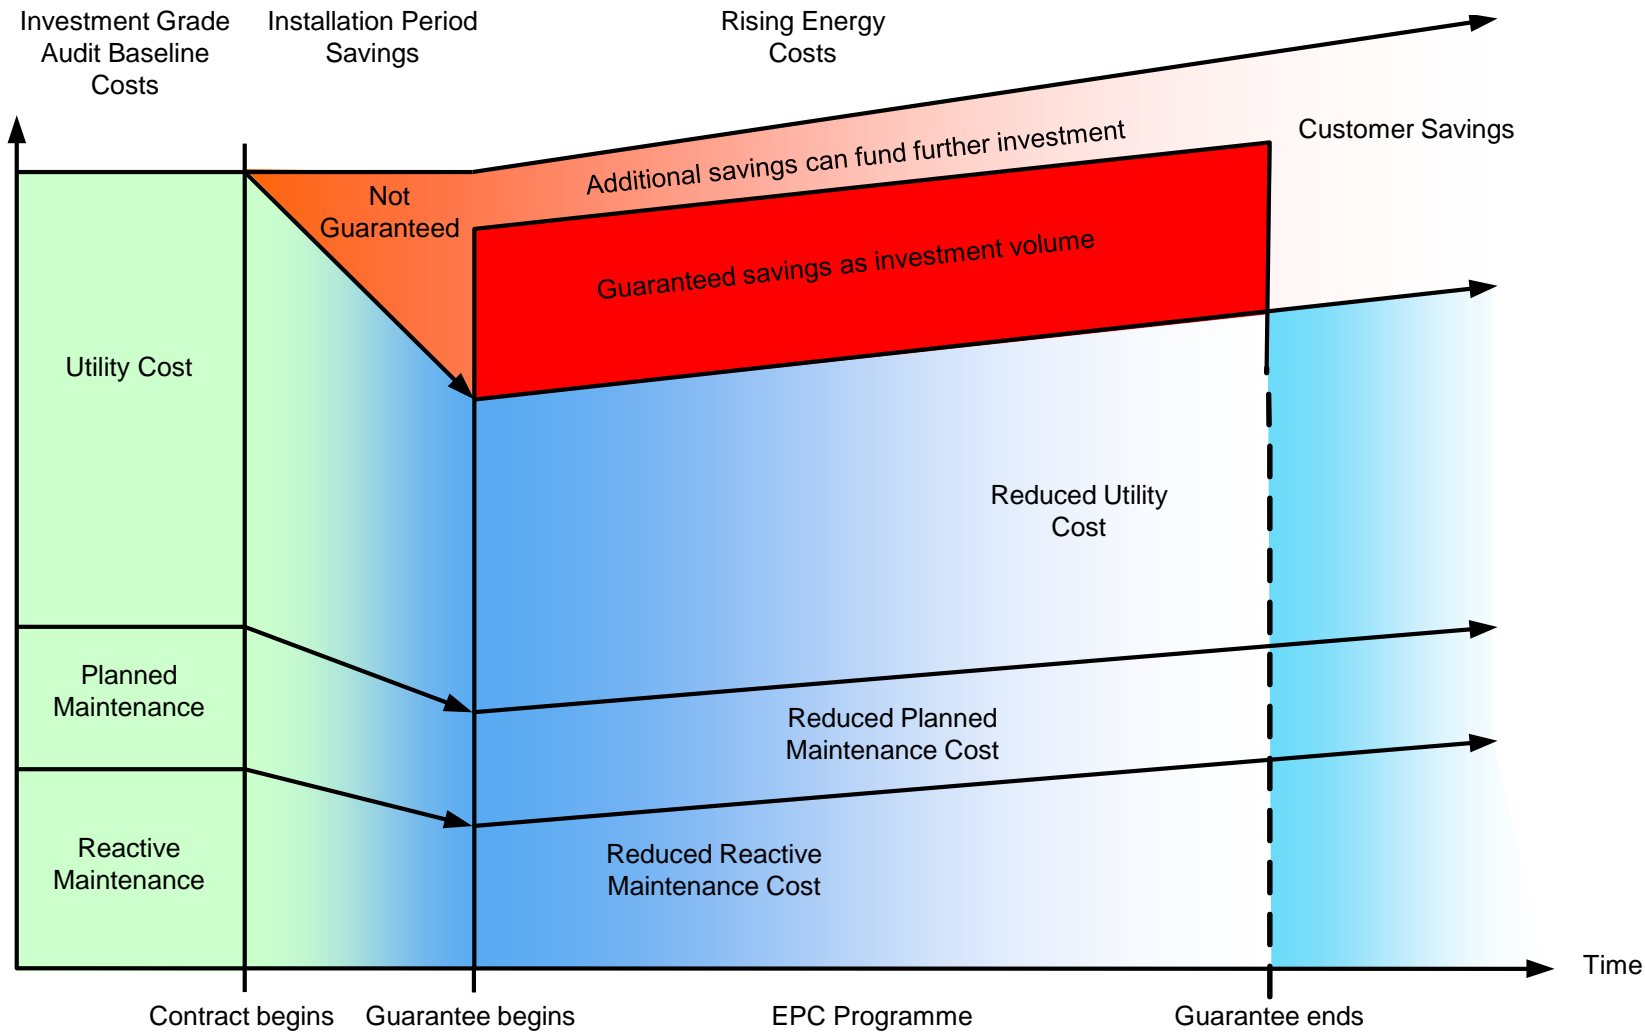 Investment Grade
Audit Baseline
Costs
Installation Period
Savings
Rising Energy
Costs
Customer Savings
Additional savings can fund further investment
Not
Guaranteed
Guaranteed savings as investment volume
Utility Cost
Reduced Utility
Cost
Planned
Maintenance
Reduced Planned
Maintenance Cost
Reactive
Maintenance
Reduced Reactive
Maintenance Cost
Time
Contract begins
Guarantee begins
EPC Programme
Guarantee ends